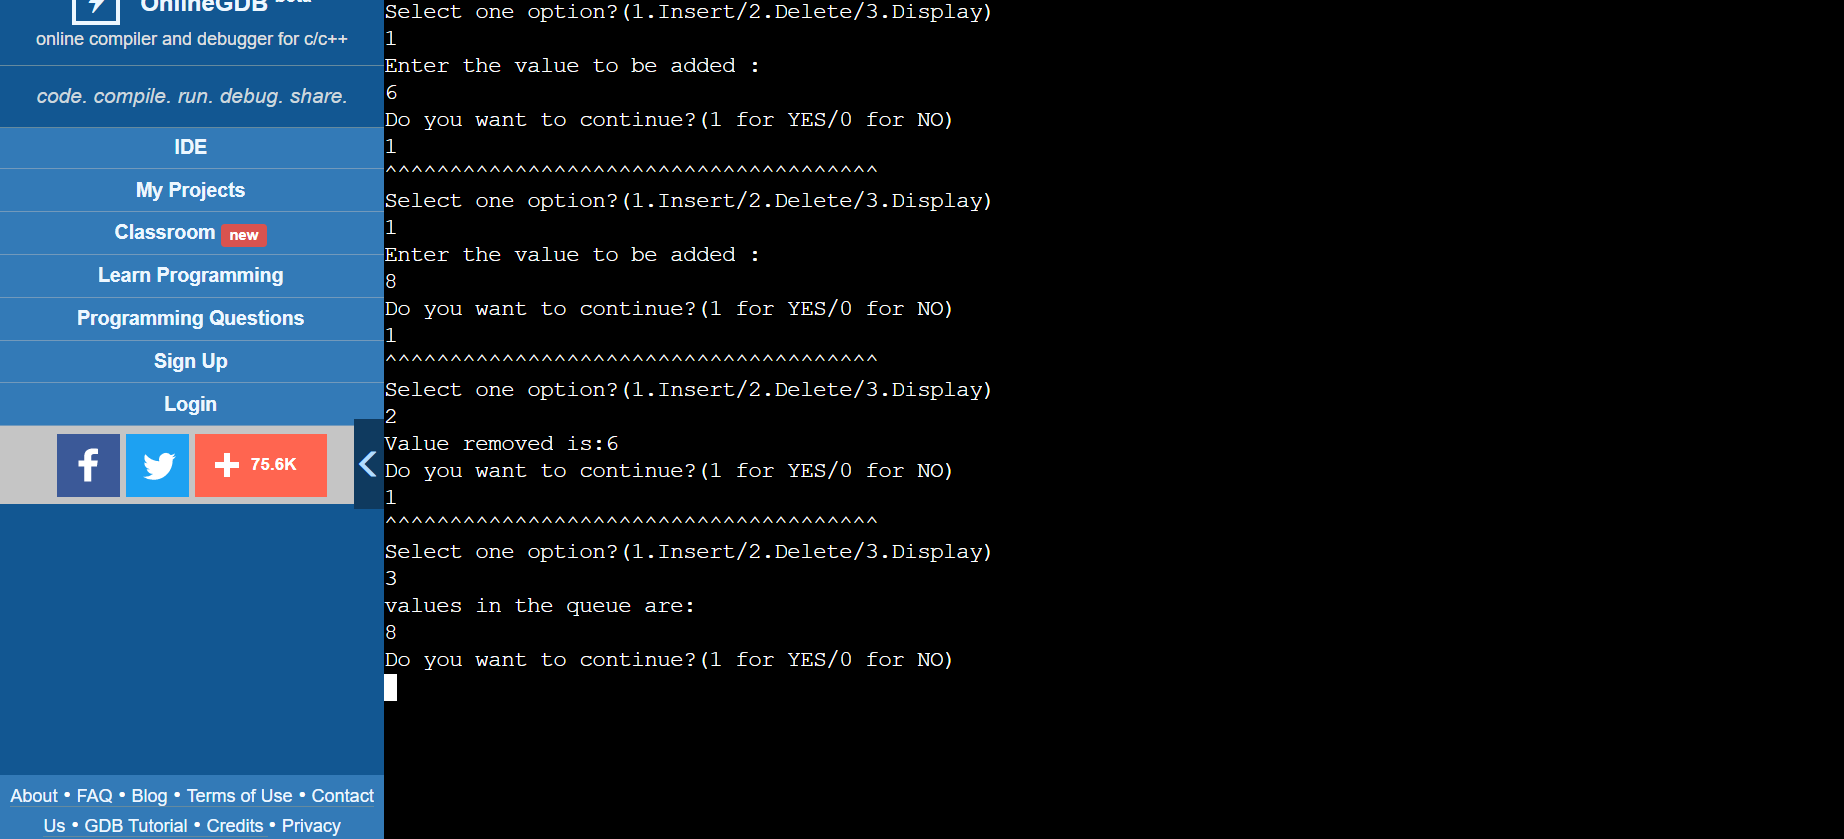 OnlineGDB beta
online compiler and debugger for c/c++
code. compile. run. debug. share.
IDE
My Projects
Classroom new
Learn Programming
Programming Questions
Sign Up
Login
75.6K
About • FAQ • Blog • Terms of Use • Contact
Us • GDB Tutorial • Credits • Privacy
Select one option?(1.Insert/2.Delete/3.Display)
1
Enter the value to be added :
6
Do you want to continue?(1 for YES/0 for NO)
1
^^^^^^^^^^^^^^^^^^^^^^^^^^^^^^^^^^^^^^
Select one option?(1.Insert/2.Delete/3.Display)
1
Enter the value to be added :
8
Do you want to continue?(1 for YES/0 for NO)
1
^^^^^^^^^^^^^^^^^^^^^^^^^^^^^^^^^^^^^^
Select one option?(1.Insert/2.Delete/3.Display)
2
Value removed is:6
Do you want to continue?(1 for YES/0 for NO)
1
^^^^^^^^^^^^^^^^^^^^^^^^^^^^^^^^^^^^^^
Select one option?(1.Insert/2.Delete/3.Display)
3
values in the queue are:
8
Do you want to continue?(1 for YES/0 for NO)